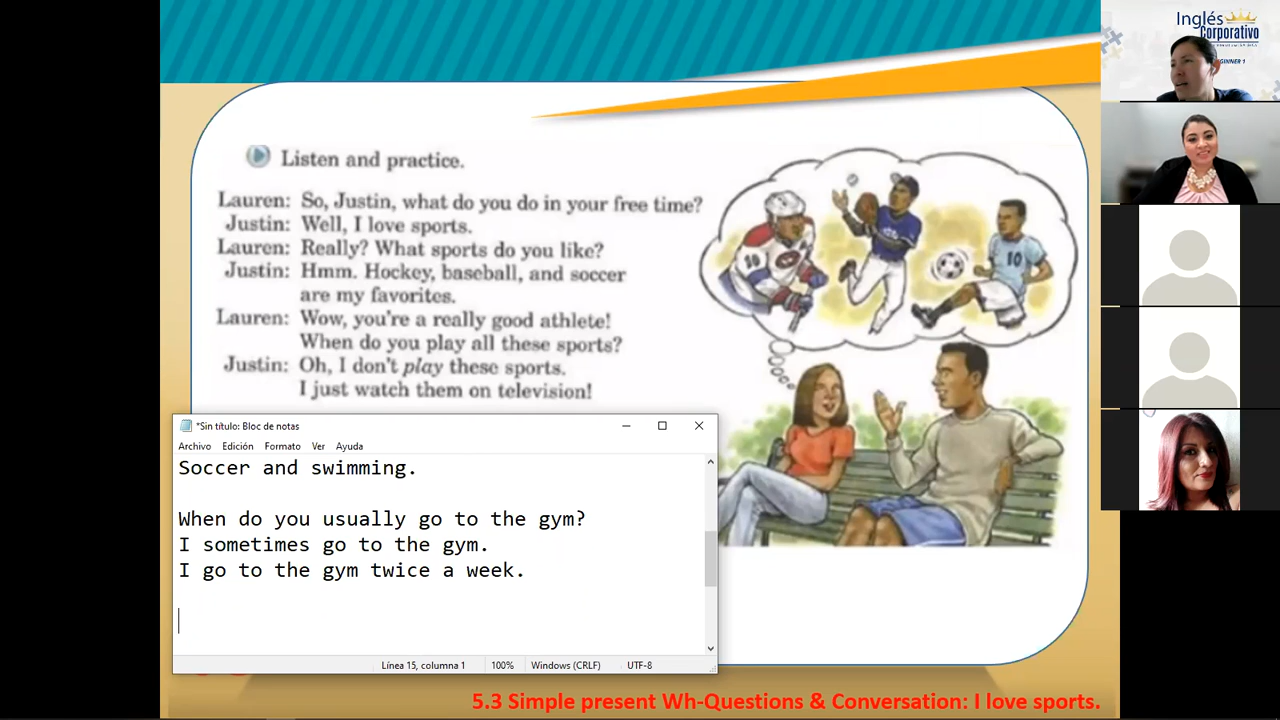 Listen and practice.
Lauren: So, Justin, what do you do in your free time?
Justin: Well, I love sports.
Lauren: Really? What sports do you like?
Justin: Hmm. Hockey, baseball, and soccer
are my favorites.
Lauren: Wow, you're a really good athlete!
When do you play all these sports?
Justin: Oh, I don't play these sports.
I just watch them on television!
10
10
*Sin título: Bloc de notas
Archivo Edición Formato Ver Ayuda
Soccer and swimming.
When do you usually go to the gym?
I sometimes go to the gym.
I go to the gym twice a week.
Línea 15, columna 1 100% Windows (CRLF) UTF-8
5.3 Simple present Wh-Questions & Conversation: I love sports.
Inglés
Corporativo